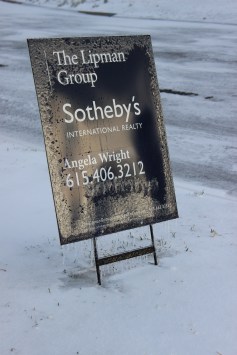 The Lipman
Group
Sotheby's
INTERNATIONAL REALTY
Angela Wright
615.406.3212